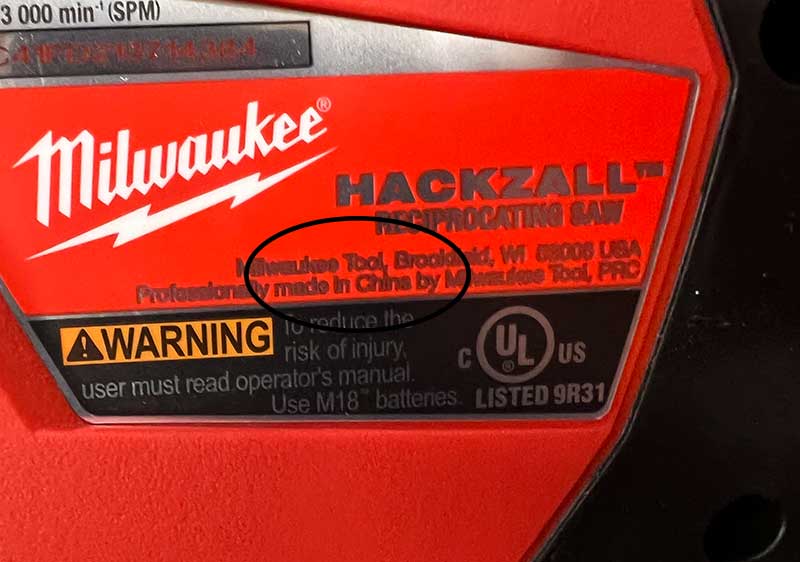 3 000 min⁻¹ (SPM)
Milwaukee®
HACKZALL™
RECIPROCATING SAW
Milwaukee Tool, Brookfield, WI 53005 USA
Professionally made in China by Milwaukee Tool, PRC
WARNING To reduce the
risk of injury,
user must read operator's manual.
Use M18™ batteries.
C UL® US
LISTED 9R31